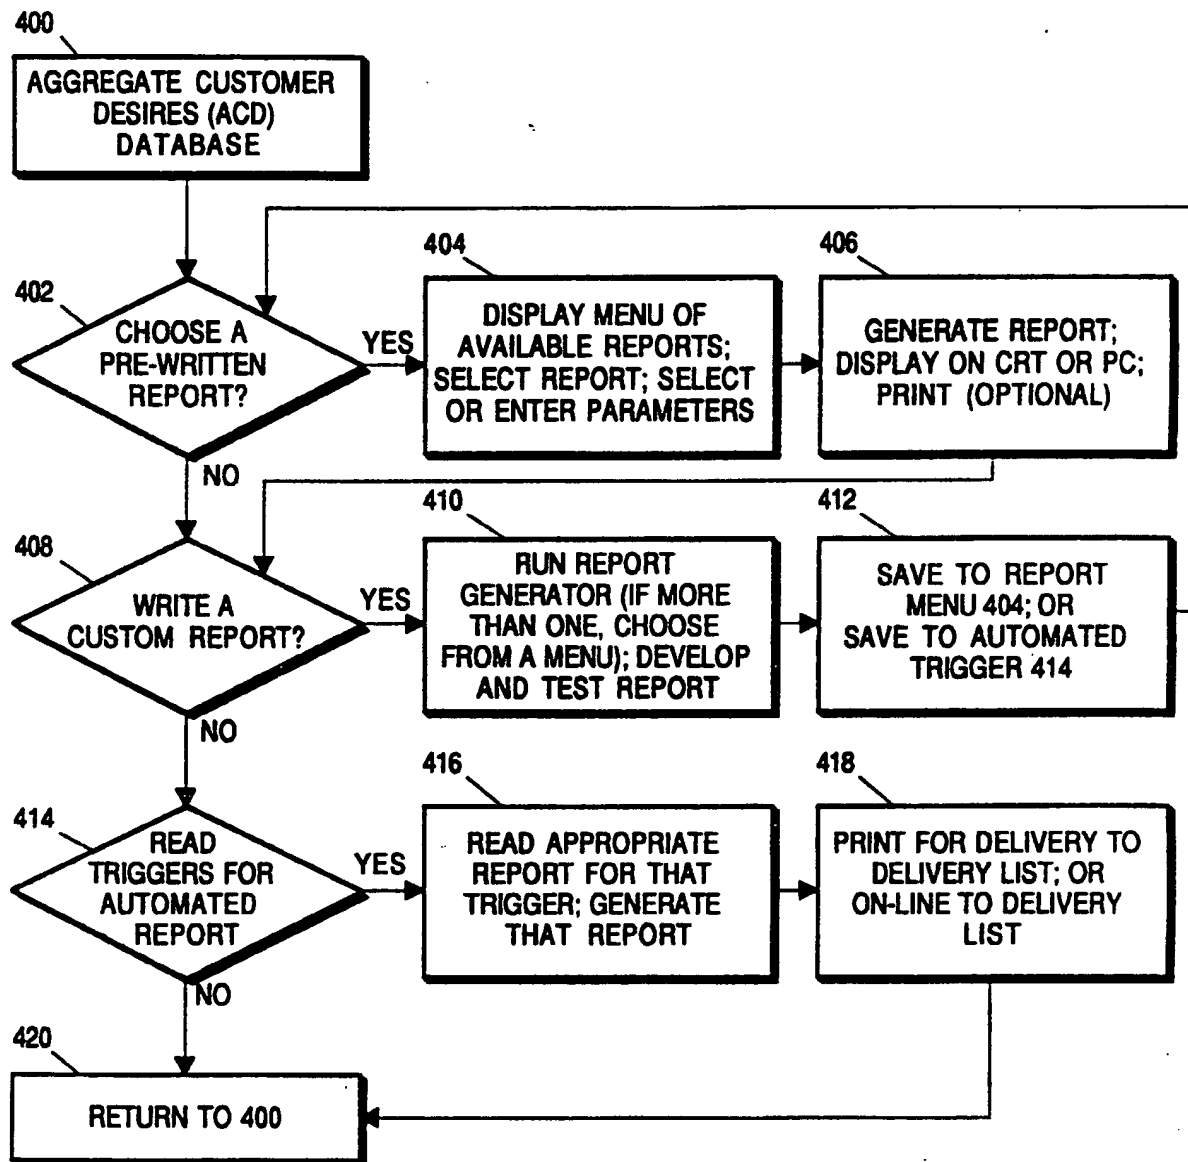 400
AGGREGATE CUSTOMER
DESIRES (ACD)
DATABASE
402
CHOOSE A
PRE-WRITTEN
REPORT?
YES
NO
404
DISPLAY MENU OF
AVAILABLE REPORTS;
SELECT REPORT; SELECT
OR ENTER PARAMETERS
406
GENERATE REPORT;
DISPLAY ON CRT OR PC;
PRINT (OPTIONAL)
408
WRITE A
CUSTOM REPORT?
YES
NO
410
RUN REPORT
GENERATOR (IF MORE
THAN ONE, CHOOSE
FROM A MENU); DEVELOP
AND TEST REPORT
412
SAVE TO REPORT
MENU 404; OR
SAVE TO AUTOMATED
TRIGGER 414
414
READ
TRIGGERS FOR
AUTOMATED
REPORT
YES
NO
416
READ APPROPRIATE
REPORT FOR THAT
TRIGGER; GENERATE
THAT REPORT
418
PRINT FOR DELIVERY TO
DELIVERY LIST; OR
ON-LINE TO DELIVERY
LIST
420
RETURN TO 400